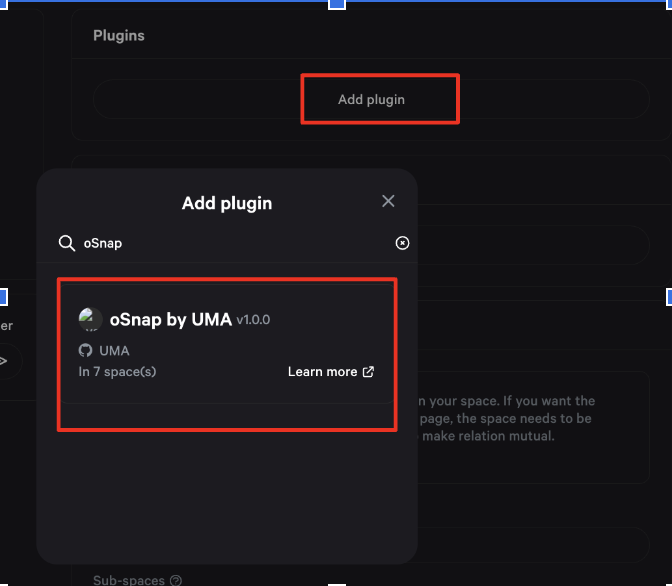 Plugins
Add plugin
Add plugin
oSnap
oSnap by UMA v1.0.0
UMA
In 7 space(s)
Learn more
er
n your space. If you want the
page, the space needs to be
make relation mutual.
Sub-spaces